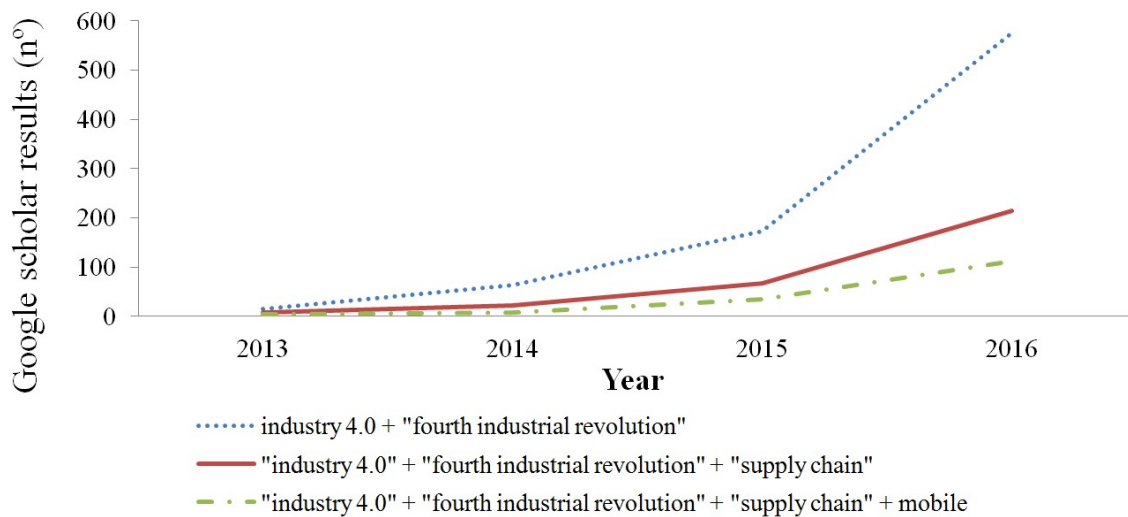 Google scholar results (nº)
600
500
400
300
200
100
0
2013 2014 2015 2016
Year
industry 4.0 + "fourth industrial revolution"
"industry 4.0" + "fourth industrial revolution" + "supply chain"
"industry 4.0" + "fourth industrial revolution" + "supply chain" + mobile